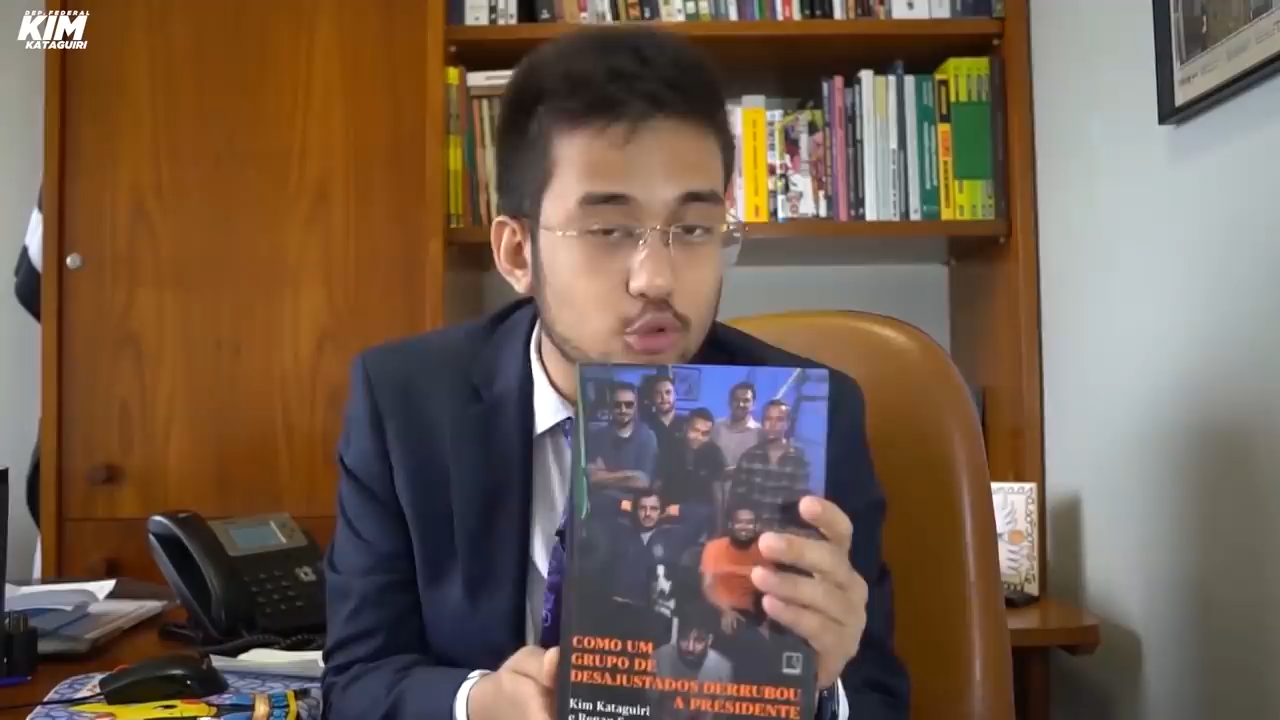 DEP. FEDERAL
KIM
KATAGUIRI
COMO UM
GRUPO DE
DESAJUSTADOS DERRUBOU
A PRESIDENTE
Kim Kataguiri